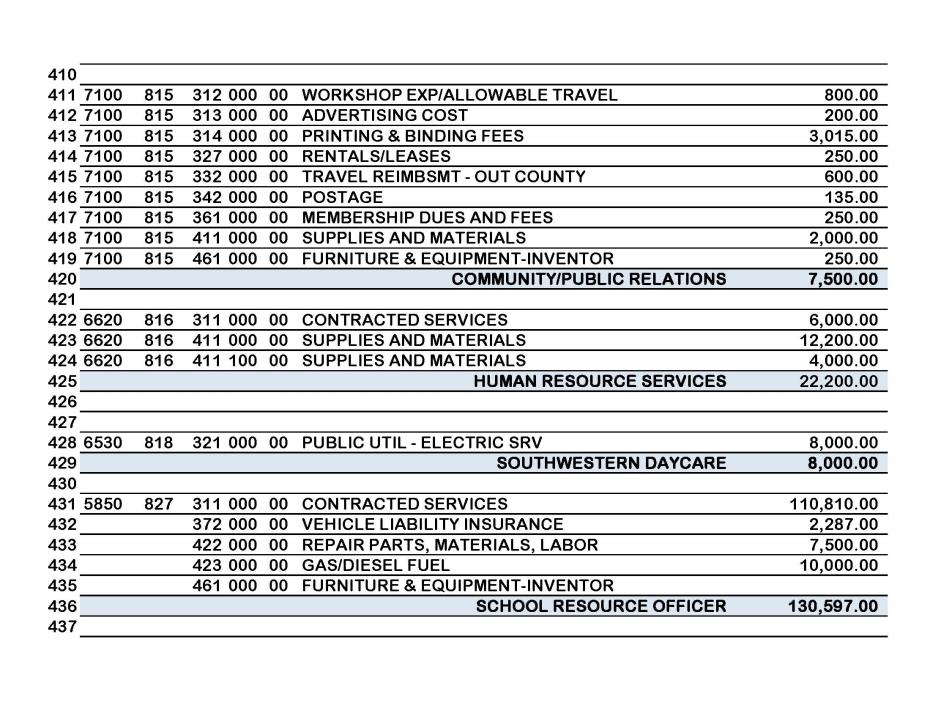 410
411 7100 815 312 000 00 WORKSHOP EXP/ALLOWABLE TRAVEL 800.00
412 7100 815 313 000 00 ADVERTISING COST 200.00
413 7100 815 314 000 00 PRINTING & BINDING FEES 3,015.00
414 7100 815 327 000 00 RENTALS/LEASES 250.00
415 7100 815 332 000 00 TRAVEL REIMBSMT - OUT COUNTY 600.00
416 7100 815 342 000 00 POSTAGE 135.00
417 7100 815 361 000 00 MEMBERSHIP DUES AND FEES 250.00
418 7100 815 411 000 00 SUPPLIES AND MATERIALS 2,000.00
419 7100 815 461 000 00 FURNITURE & EQUIPMENT-INVENTOR 250.00
420 COMMUNITY/PUBLIC RELATIONS 7,500.00
421
422 6620 816 311 000 00 CONTRACTED SERVICES 6,000.00
423 6620 816 411 000 00 SUPPLIES AND MATERIALS 12,200.00
424 6620 816 411 100 00 SUPPLIES AND MATERIALS 4,000.00
425 HUMAN RESOURCE SERVICES 22,200.00
426
427
428 6530 818 321 000 00 PUBLIC UTIL - ELECTRIC SRV 8,000.00
429 SOUTHWESTERN DAYCARE 8,000.00
430
431 5850 827 311 000 00 CONTRACTED SERVICES 110,810.00
432 372 000 00 VEHICLE LIABILITY INSURANCE 2,287.00
433 422 000 00 REPAIR PARTS, MATERIALS, LABOR 7,500.00
434 423 000 00 GAS/DIESEL FUEL 10,000.00
435 461 000 00 FURNITURE & EQUIPMENT-INVENTOR
436 SCHOOL RESOURCE OFFICER 130,597.00
437